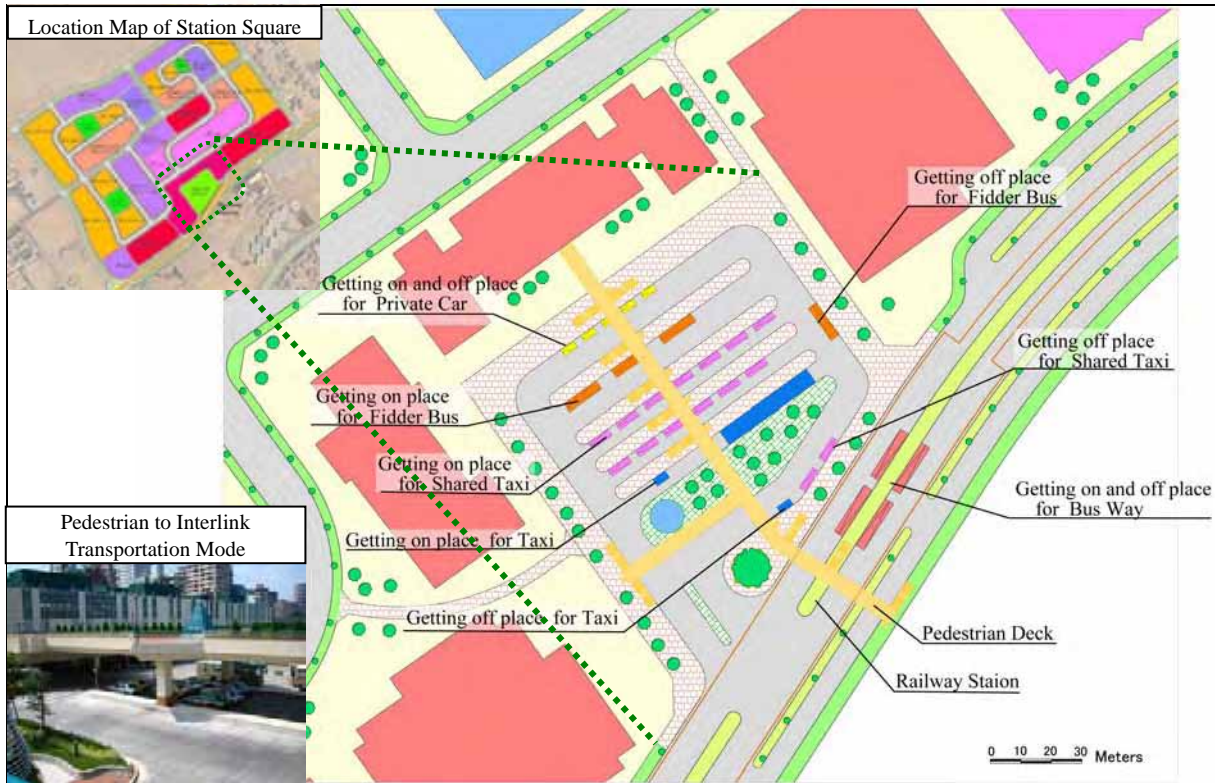 Location Map of Station Square
Getting off place
for Fidder Bus
Getting on and off place
for Private Car
Getting off place
for Shared Taxi
Getting on place
for Fidder Bus
Getting on place
for Shared Taxi
Getting on and off place
for Bus Way
Pedestrian to Interlink
Transportation Mode
Getting on place for Taxi
Getting off place for Taxi
Pedestrian Deck
Railway Staion
0 10 20 30 Meters